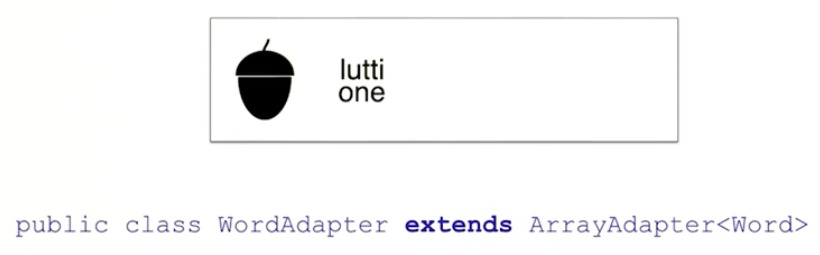 lutti
one
public class WordAdapter extends ArrayAdapter<Word>